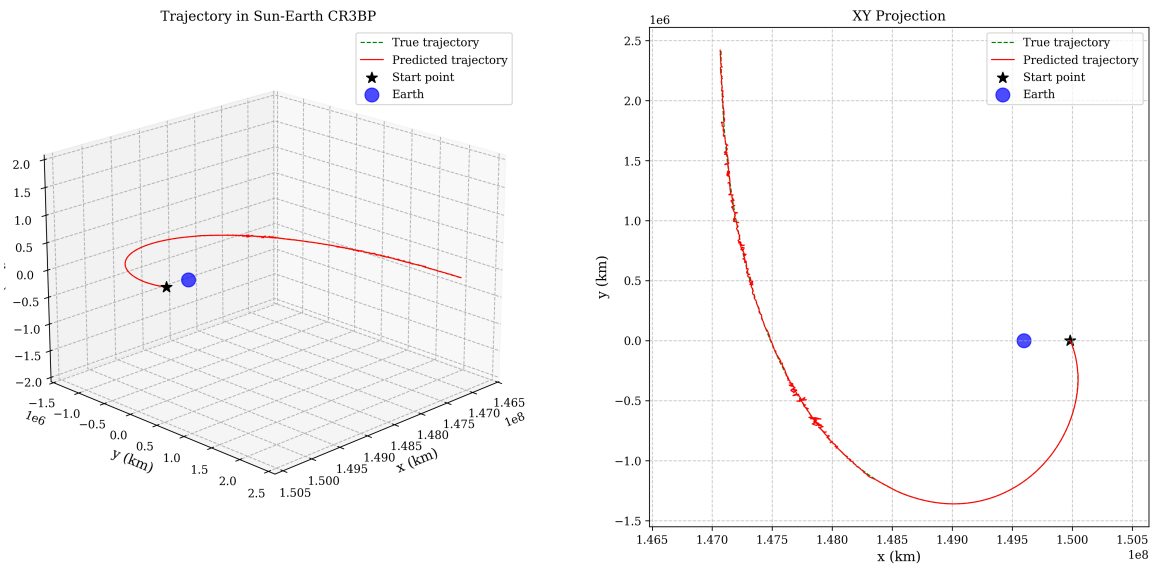 Trajectory in Sun-Earth CR3BP
True trajectory
Predicted trajectory
Start point
Earth
2.0
1.5
1.0
0.5
0.0
−0.5
−1.0
−1.5
−2.0
−1.5
−1.0
−0.5
0.0
0.5
1.0
1.5
2.0
2.5
1e6
y (km)
1.505
1.500
1.495
1.490
1.485
1.480
1.475
1.470
1.465
1e8
x (km)
XY Projection
1e6
True trajectory
Predicted trajectory
Start point
Earth
2.5
2.0
1.5
1.0
0.5
0.0
−0.5
−1.0
−1.5
y (km)
1.465
1.470
1.475
1.480
1.485
1.490
1.495
1.500
1.505
1e8
x (km)